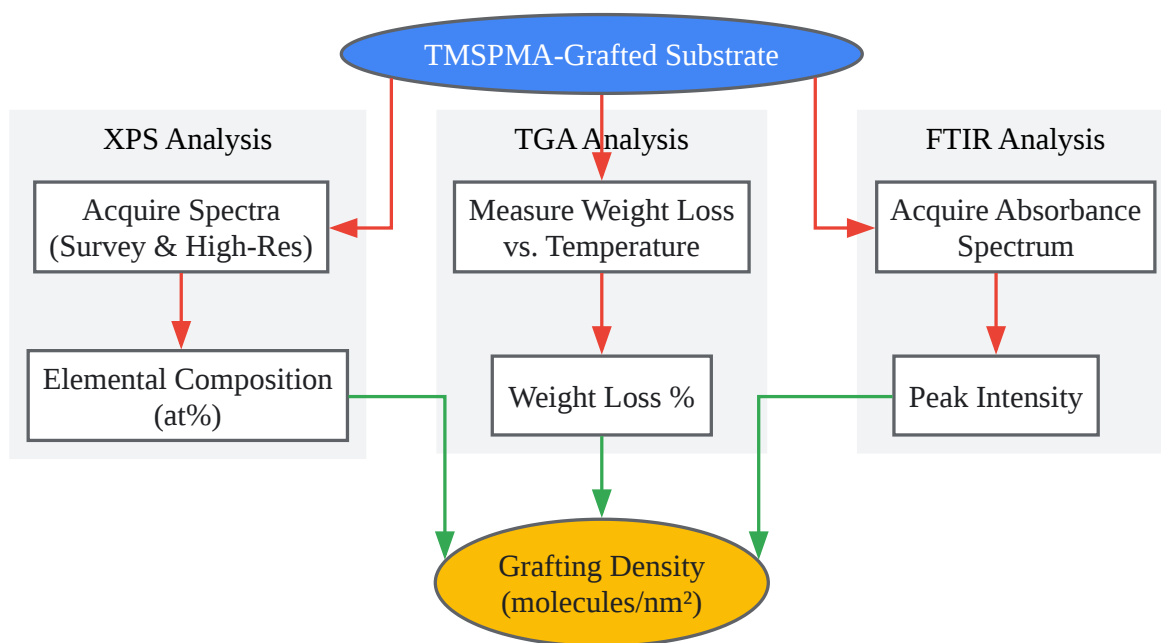 TMSPMA-Grafted Substrate
XPS Analysis
Acquire Spectra
(Survey & High-Res)
Elemental Composition
(at%)
TGA Analysis
Measure Weight Loss
vs. Temperature
Weight Loss %
FTIR Analysis
Acquire Absorbance
Spectrum
Peak Intensity
Grafting Density
(molecules/nm²)